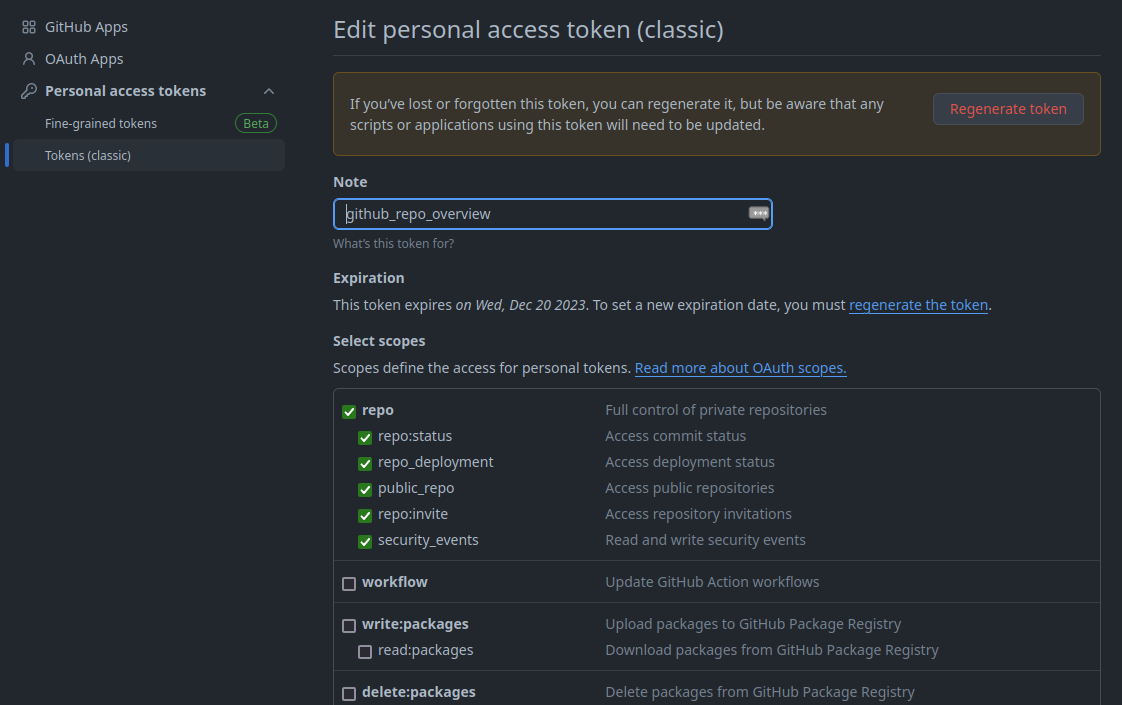 GitHub Apps
OAuth Apps
Personal access tokens
Fine-grained tokens Beta
Tokens (classic)
Edit personal access token (classic)
If you've lost or forgotten this token, you can regenerate it, but be aware that any
scripts or applications using this token will need to be updated.
Regenerate token
Note
github_repo_overview
What's this token for?
Expiration
This token expires on Wed, Dec 20 2023. To set a new expiration date, you must regenerate the token.
Select scopes
Scopes define the access for personal tokens. Read more about OAuth scopes.
repo Full control of private repositories
repo:status Access commit status
repo_deployment Access deployment status
public_repo Access public repositories
repo:invite Access repository invitations
security_events Read and write security events
workflow Update GitHub Action workflows
write:packages Upload packages to GitHub Package Registry
read:packages Download packages from GitHub Package Registry
delete:packages Delete packages from GitHub Package Registry